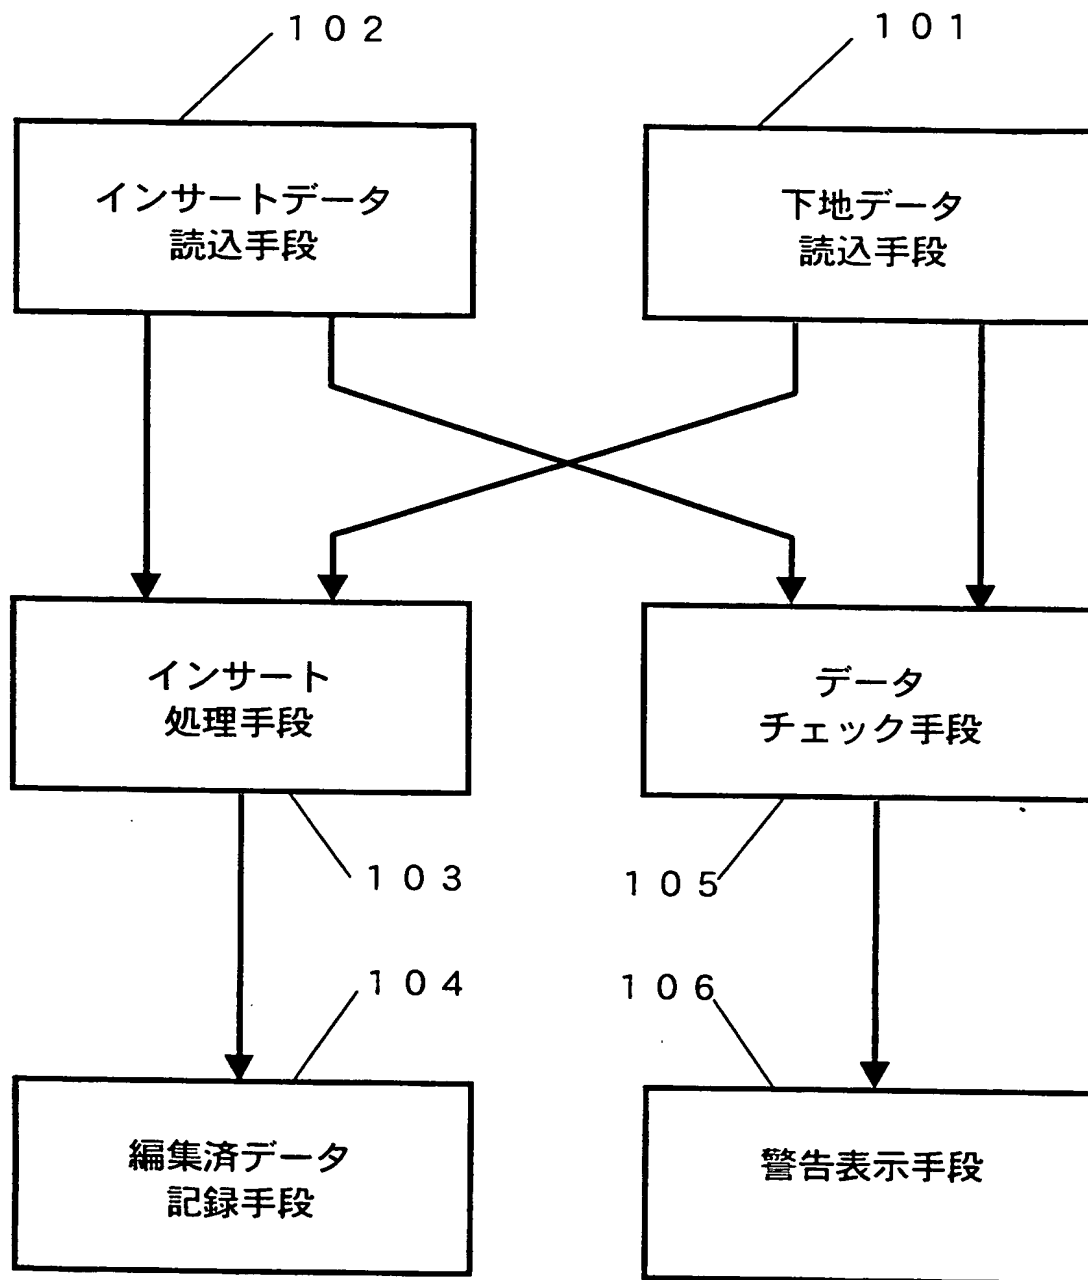 １０２
１０１
インサートデータ
読込手段
下地データ
読込手段
インサート
処理手段
データ
チェック手段
１０３
１０５
１０４
１０６
編集済データ
記録手段
警告表示手段